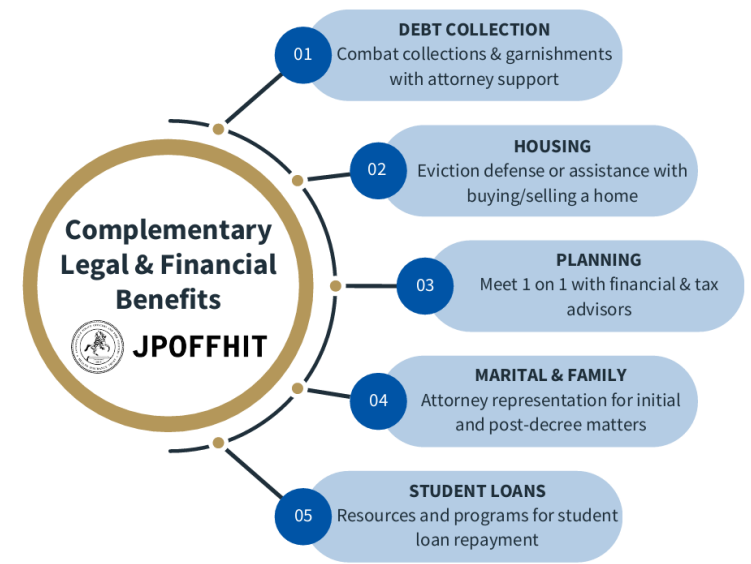 01
DEBT COLLECTION
Combat collections & garnishments
with attorney support
02
HOUSING
Eviction defense or assistance with
buying/selling a home
Complementary
Legal & Financial
Benefits
JPOFFHIT
03
PLANNING
Meet 1 on 1 with financial & tax
advisors
04
MARITAL & FAMILY
Attorney representation for initial
and post-decree matters
05
STUDENT LOANS
Resources and programs for student
loan repayment